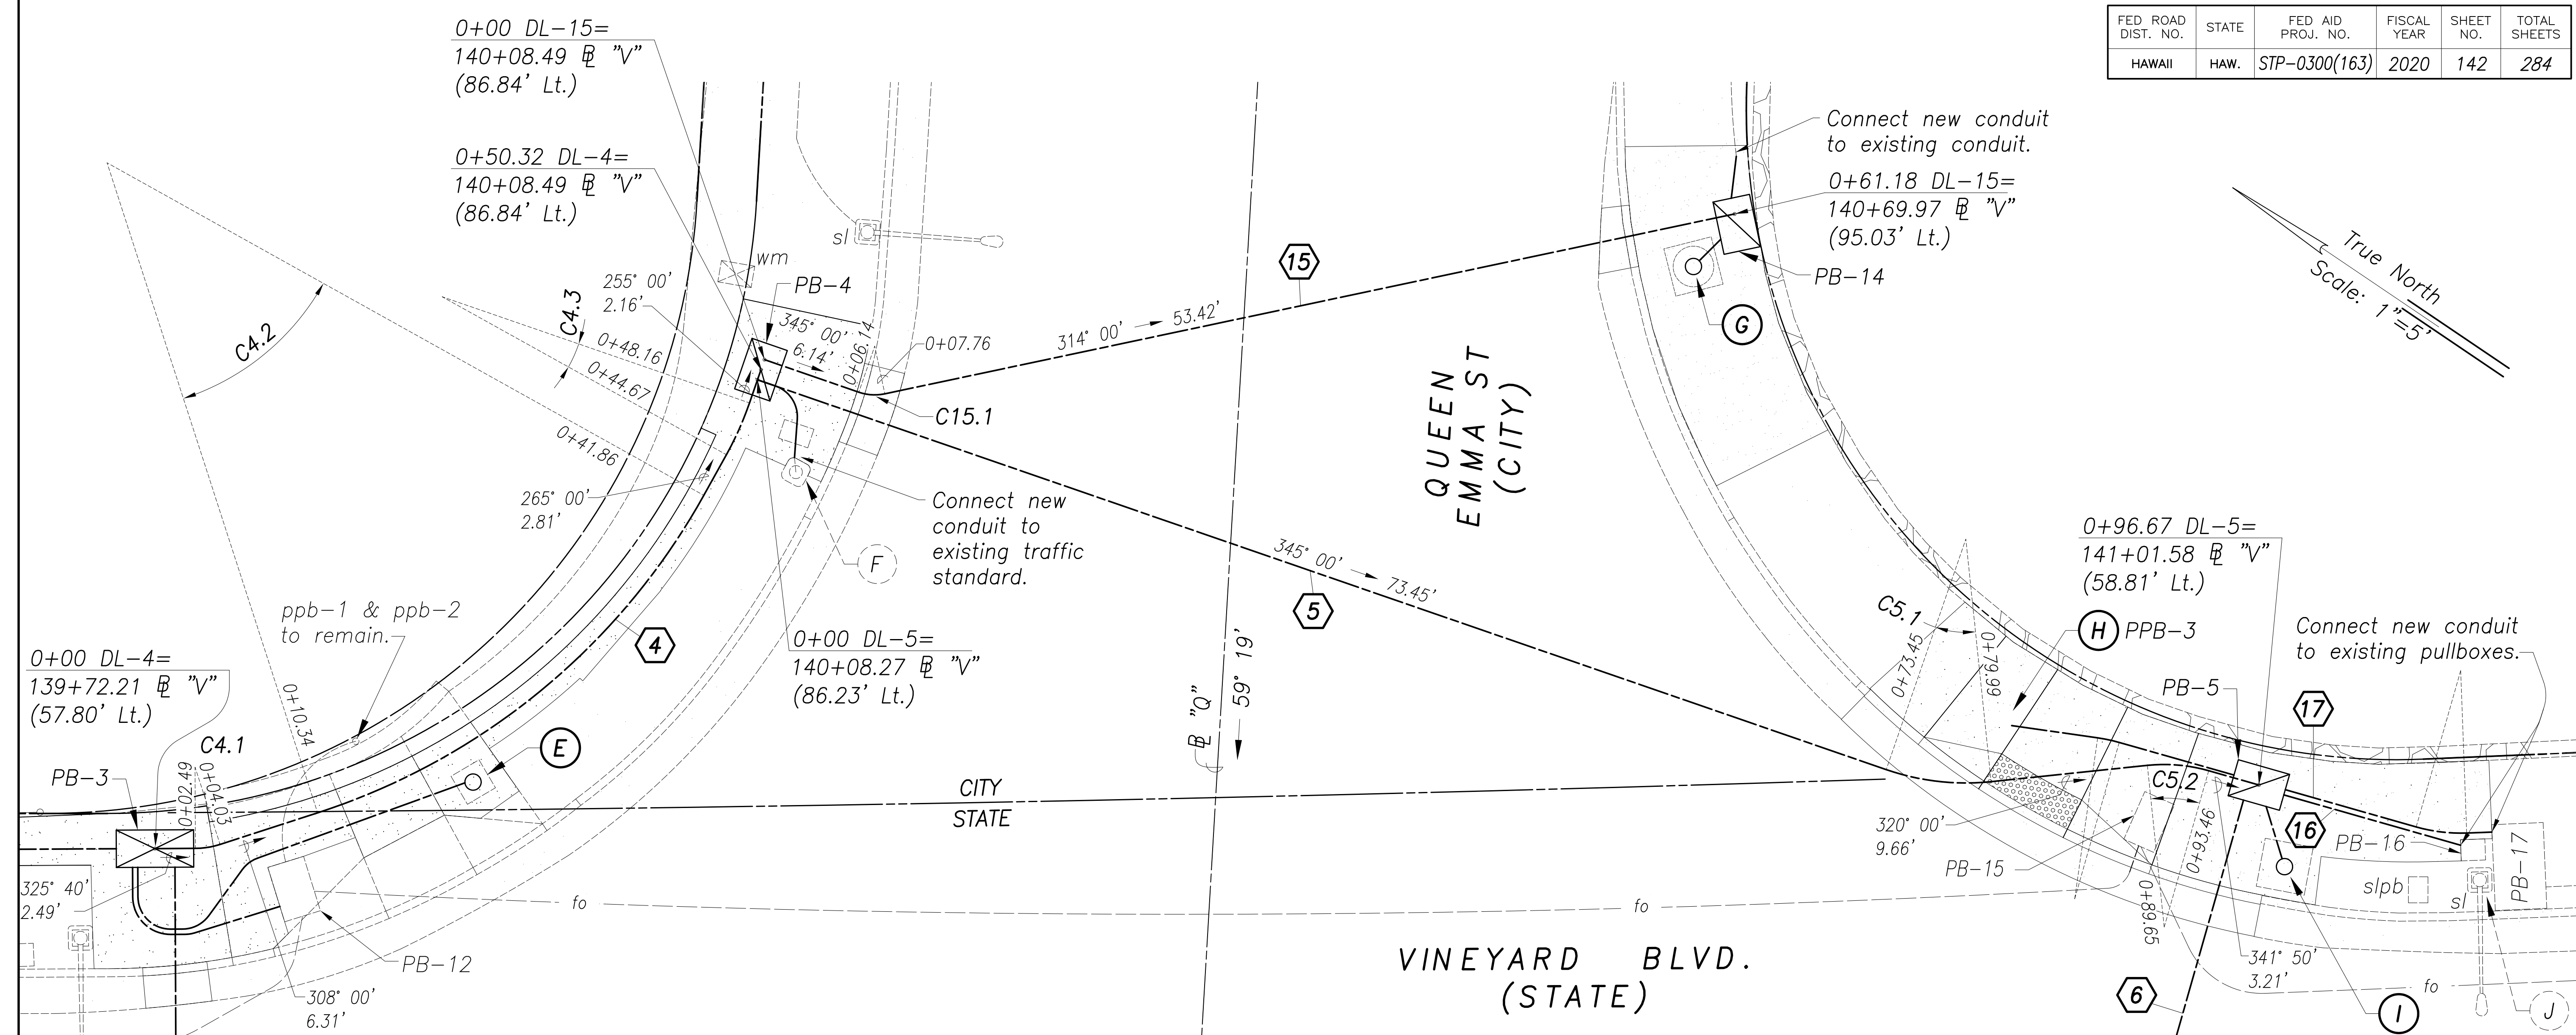 FED ROAD DIST. NO.
STATE
FED AID PROJ. NO.
FISCAL YEAR
SHEET NO.
TOTAL SHEETS
HAWAII
HAW.
STP-0300(163)
2020
142
284
0+00 DL-15=
140+08.49 ℄ "V"
(86.84' Lt.)
0+50.32 DL-4=
140+08.49 ℄ "V"
(86.84' Lt.)
C4.2
C4.3
255° 00'
2.16'
0+48.16
0+44.67
0+41.86
265° 00'
2.81'
sl
wm
PB-4
345° 00'
6.14'
0+06.14
0+07.76
C15.1
314° 00' 53.42'
15
Connect new
conduit to
existing traffic
standard.
F
ppb-1 & ppb-2
to remain.
4
0+00 DL-5=
140+08.27 ℄ "V"
(86.23' Lt.)
0+00 DL-4=
139+72.21 ℄ "V"
(57.80' Lt.)
PB-3
C4.1
0+02.49
0+04.03
0+10.34
E
325° 40'
2.49'
308° 00'
6.31'
PB-12
fo
CITY
STATE
345° 00' 73.45'
5
℄ "Q"
59° 19'
QUEEN
EMMA ST
(CITY)
Connect new conduit
to existing conduit.
0+61.18 DL-15=
140+69.97 ℄ "V"
(95.03' Lt.)
PB-14
G
True North
Scale: 1"=5'
C5.1
0+73.45
0+79.99
H
PPB-3
0+96.67 DL-5=
141+01.58 ℄ "V"
(58.81' Lt.)
PB-5
Connect new conduit
to existing pullboxes.
17
16
C5.2
320° 00'
9.66'
PB-15
0+93.46
0+89.65
341° 50'
3.21'
PB-16
PB-17
slpb
sl
fo
fo
6
I
J
VINEYARD BLVD.
(STATE)